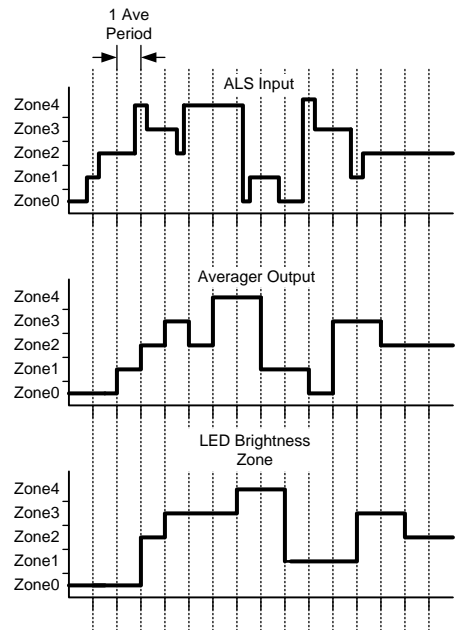 1 Ave
Period
ALS Input
Zone4
Zone3
Zone2
Zone1
Zone0
Averager Output
Zone4
Zone3
Zone2
Zone1
Zone0
LED Brightness
Zone
Zone4
Zone3
Zone2
Zone1
Zone0